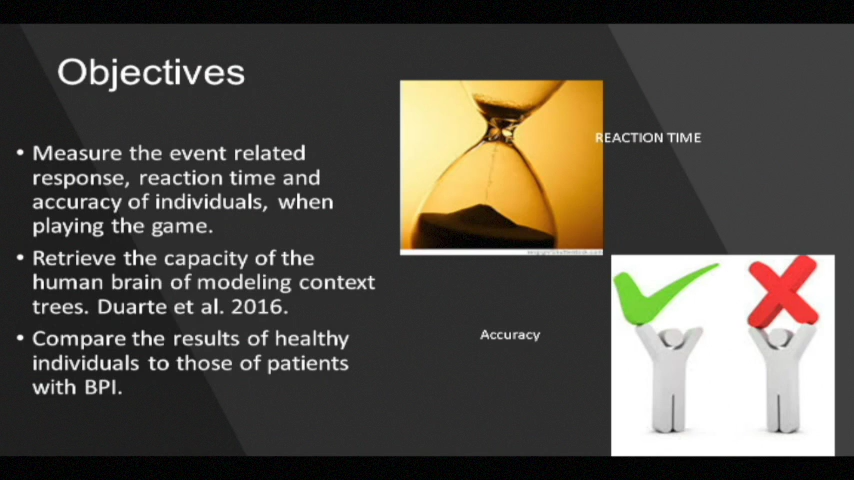 Objectives
• Measure the event related
response, reaction time and
accuracy of individuals, when
playing the game.
• Retrieve the capacity of the
human brain of modeling context
trees. Duarte et al. 2016.
• Compare the results of healthy
individuals to those of patients
with BPI.
REACTION TIME
Accuracy